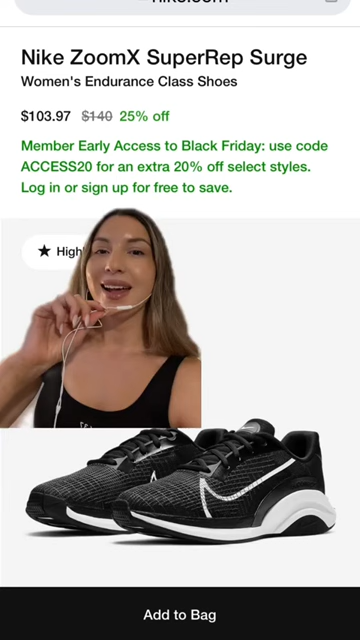 Nike ZoomX SuperRep Surge
Women's Endurance Class Shoes
$103.97 $140 25% off
Member Early Access to Black Friday: use code
ACCESS20 for an extra 20% off select styles.
Log in or sign up for free to save.
Add to Bag